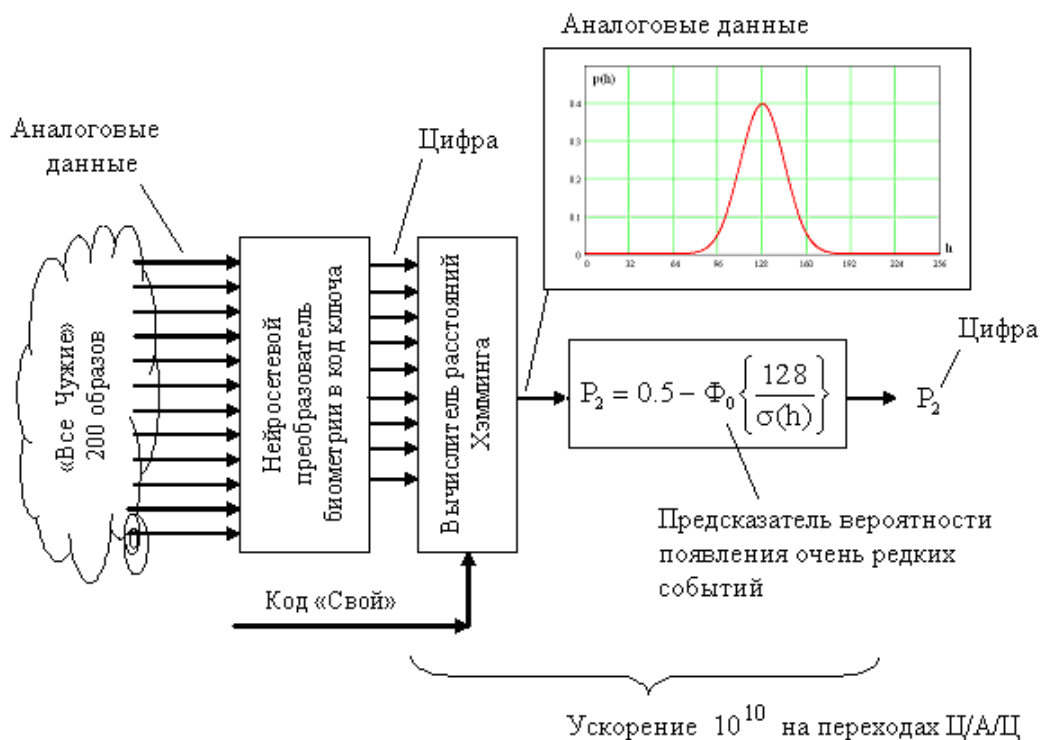 Аналоговые данные
p(h)
0.4
0.3
0.2
0.1
0
0 32 64 96 128 160 192 224 256
h
Аналоговые
данные
Цифра
«Все Чужие»
200 образов
Нейросетевой
преобразователь
биометрии в код ключа
Вычислитель расстояний
Хэмминга
P₂ = 0.5 − Φ₀{128/σ(h)}
P₂
Цифра
Предсказатель вероятности
появления очень редких
событий
Код «Свой»
Ускорение 10¹⁰ на переходах Ц/А/Ц